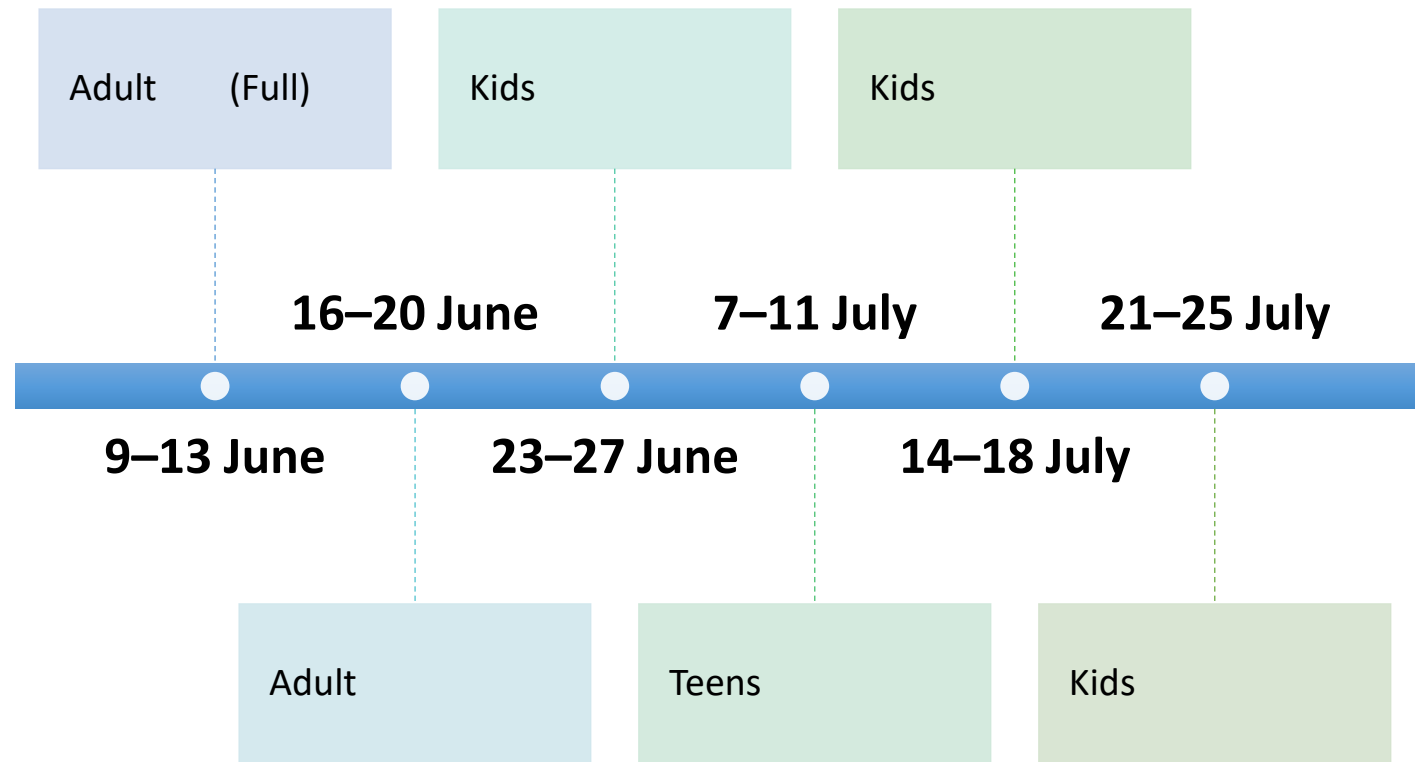 Adult (Full)
Kids
Kids
16–20 June
7–11 July
21–25 July
9–13 June
23–27 June
14–18 July
Adult
Teens
Kids